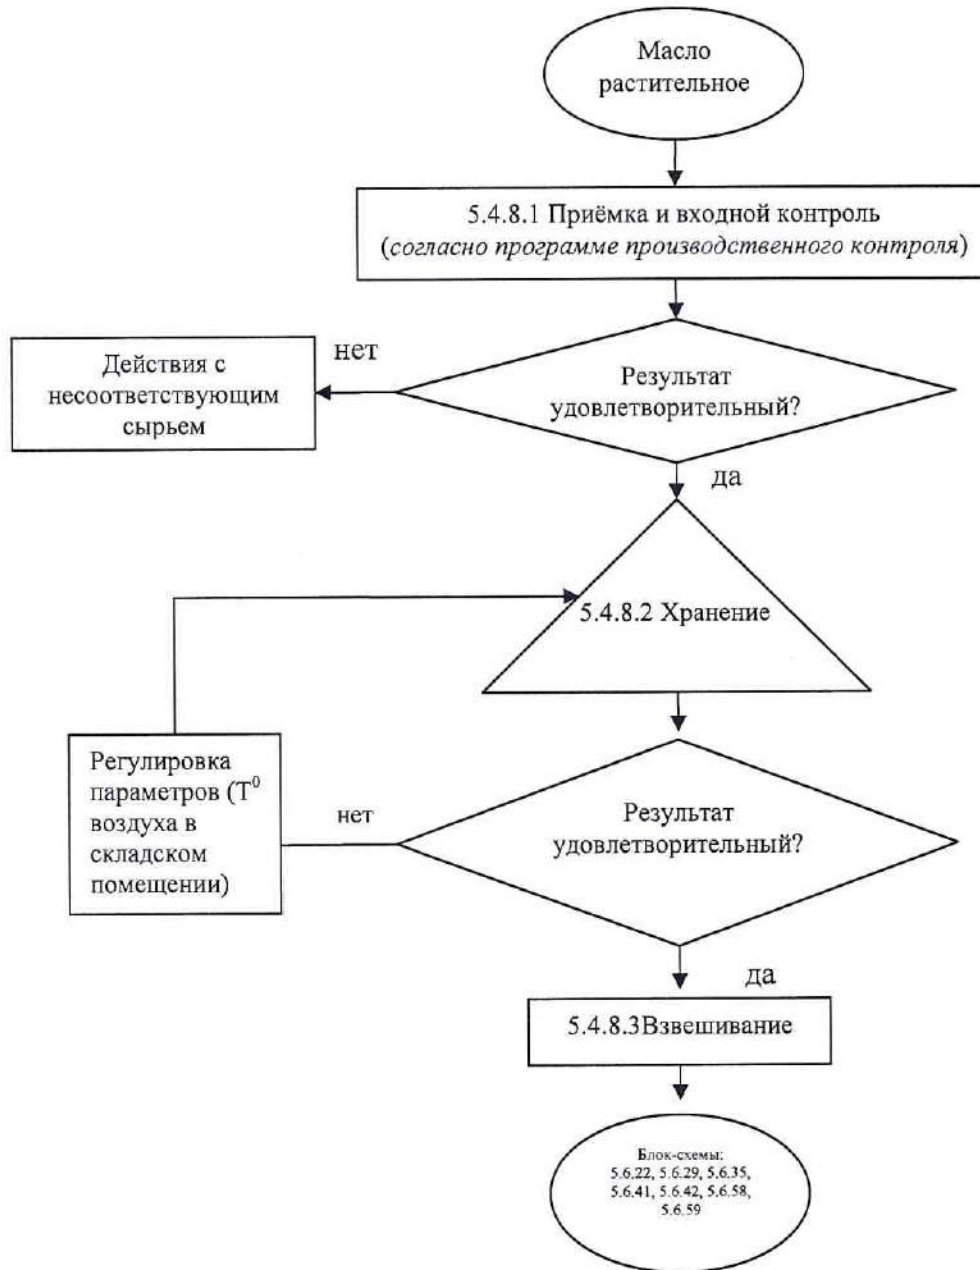 Масло
растительное
5.4.8.1 Приёмка и входной контроль
(согласно программе производственного контроля)
нет
Действия с
несоответствующим
сырьем
Результат
удовлетворительный?
да
5.4.8.2 Хранение
Регулировка
параметров (Т⁰
воздуха в
складском
помещении)
нет
Результат
удовлетворительный?
да
5.4.8.3Взвешивание
Блок-схемы:
5.6.22, 5.6.29, 5.6.35,
5.6.41, 5.6.42, 5.6.58,
5.6.59